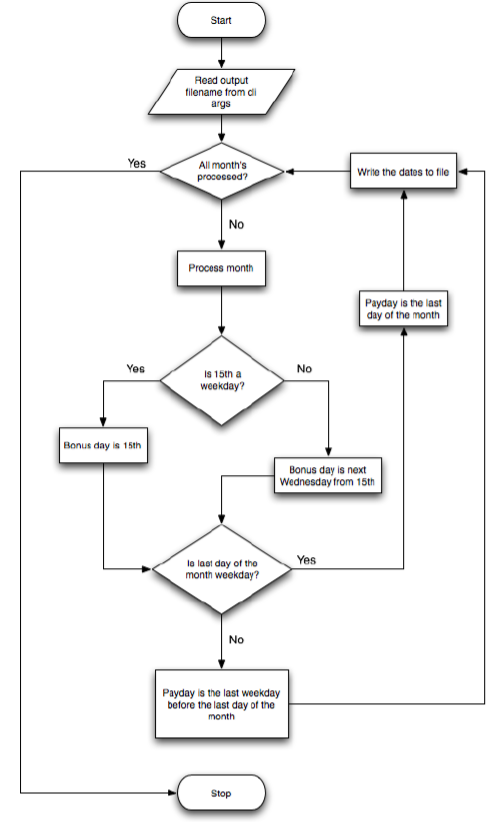 Start
Read output
filename from cli
args
All month's
processed?
Yes
No
Write the dates to file
Process month
Payday is the last
day of the month
Is 15th a
weekday?
Yes
No
Bonus day is 15th
Bonus day is next
Wednesday from 15th
Is last day of the
month weekday?
Yes
No
Payday is the last weekday
before the last day of the
month
Stop